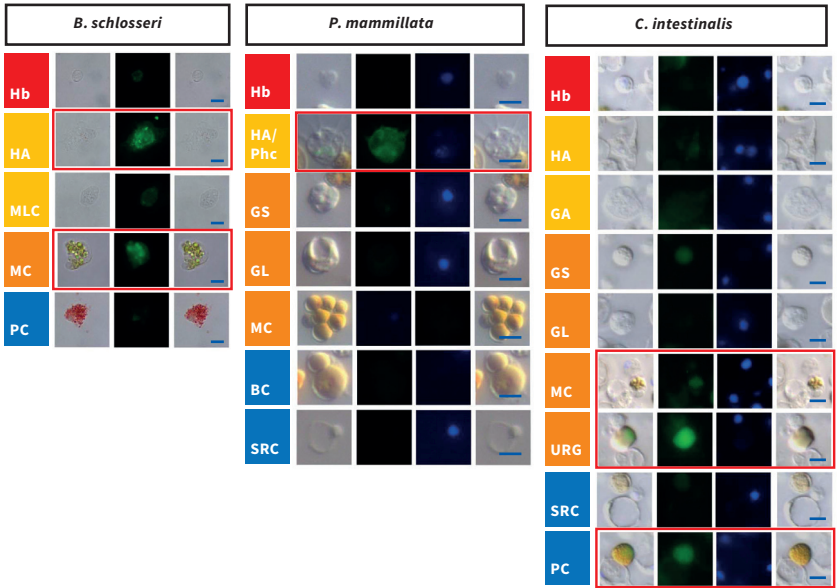 B. schlosseri
Hb
HA
MLC
MC
PC
P. mammillata
Hb
HA/
Phc
GS
GL
MC
BC
SRC
C. intestinalis
Hb
HA
GA
GS
GL
MC
URG
SRC
PC